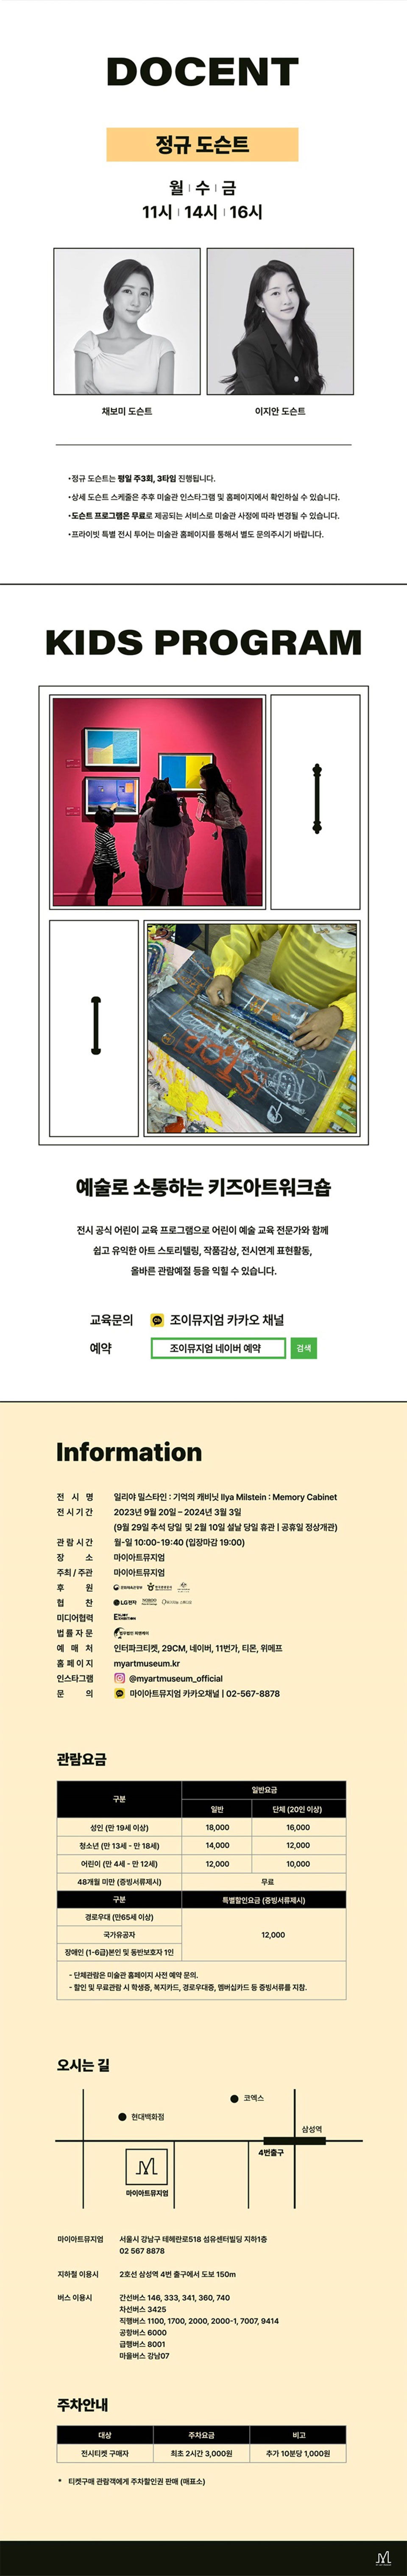 DOCENT
정규 도슨트
월 | 수 | 금
11시 | 14시 | 16시
채보미 도슨트
이지안 도슨트
•정규 도슨트는 평일 주3회, 3타임 진행됩니다.
•상세 도슨트 스케줄은 추후 미술관 인스타그램 및 홈페이지에서 확인하실 수 있습니다.
•도슨트 프로그램은 무료로 제공되는 서비스로 미술관 사정에 따라 변경될 수 있습니다.
•프라이빗 특별 전시 투어는 미술관 홈페이지를 통해서 별도 문의주시기 바랍니다.
KIDS PROGRAM
예술로 소통하는 키즈아트워크숍
전시 공식 어린이 교육 프로그램으로 어린이 예술 교육 전문가와 함께
쉽고 유익한 아트 스토리텔링, 작품감상, 전시연계 표현활동,
올바른 관람예절 등을 익힐 수 있습니다.
교육문의 조이뮤지엄 카카오 채널
예약 조이뮤지엄 네이버 예약 검색
Information
전 시 명 일리야 밀스타인 : 기억의 캐비닛 Ilya Milstein : Memory Cabinet
전시기간 2023년 9월 20일 – 2024년 3월 3일
(9월 29일 추석 당일 및 2월 10일 설날 당일 휴관 | 공휴일 정상개관)
관람시간 월-일 10:00-19:40 (입장마감 19:00)
장 소 마이아트뮤지엄
주최 / 주관 마이아트뮤지엄
후 원
협 찬 LG전자
미디어협력
법률자문
예 매 처 인터파크티켓, 29CM, 네이버, 11번가, 티몬, 위메프
홈페이지 myartmuseum.kr
인스타그램 @myartmuseum_official
문 의 마이아트뮤지엄 카카오채널 | 02-567-8878
관람요금
구분 일반요금
일반 단체 (20인 이상)
성인 (만 19세 이상) 18,000 16,000
청소년 (만 13세 - 만 18세) 14,000 12,000
어린이 (만 4세 - 만 12세) 12,000 10,000
48개월 미만 (증빙서류제시) 무료
구분 특별할인요금 (증빙서류제시)
경로우대 (만65세 이상)
국가유공자 12,000
장애인 (1-6급)본인 및 동반보호자 1인
- 단체관람은 미술관 홈페이지 사전 예약 문의.
- 할인 및 무료관람 시 학생증, 복지카드, 경로우대증, 멤버십카드 등 증빙서류를 지참.
오시는 길
코엑스
현대백화점
삼성역
4번출구
마이아트뮤지엄
마이아트뮤지엄 서울시 강남구 테헤란로518 섬유센터빌딩 지하1층
02 567 8878
지하철 이용시 2호선 삼성역 4번 출구에서 도보 150m
버스 이용시 간선버스 146, 333, 341, 360, 740
차선버스 3425
직행버스 1100, 1700, 2000, 2000-1, 7007, 9414
공항버스 6000
급행버스 8001
마을버스 강남07
주차안내
대상 주차요금 비고
전시티켓 구매자 최초 2시간 3,000원 추가 10분당 1,000원
* 티켓구매 관람객에게 주차할인권 판매 (매표소)